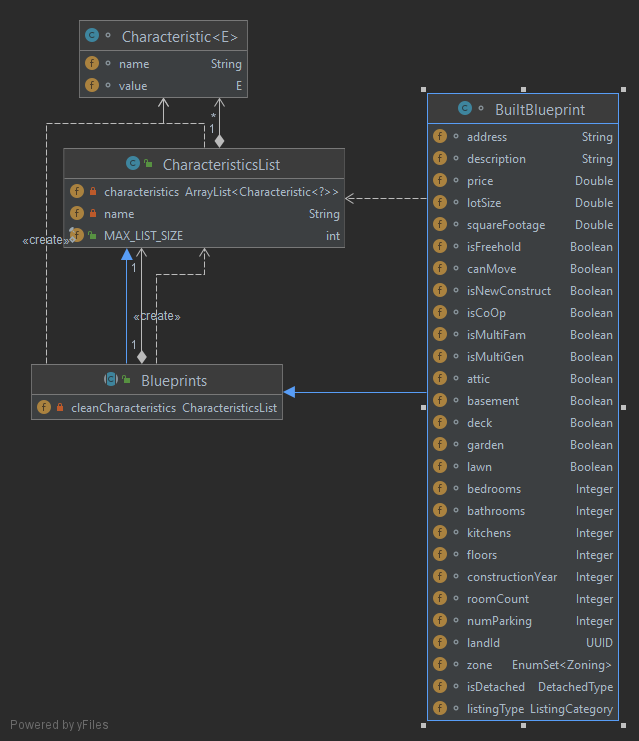 Characteristic<E>
name String
value E
*
1
CharacteristicsList
characteristics ArrayList<Characteristic<?>>
name String
MAX_LIST_SIZE int
«create»
1
«create»
1
Blueprints
cleanCharacteristics CharacteristicsList
BuiltBlueprint
address String
description String
price Double
lotSize Double
squareFootage Double
isFreehold Boolean
canMove Boolean
isNewConstruct Boolean
isCoOp Boolean
isMultiFam Boolean
isMultiGen Boolean
attic Boolean
basement Boolean
deck Boolean
garden Boolean
lawn Boolean
bedrooms Integer
bathrooms Integer
kitchens Integer
floors Integer
constructionYear Integer
roomCount Integer
numParking Integer
landId UUID
zone EnumSet<Zoning>
isDetached DetachedType
listingType ListingCategory
Powered by yFiles